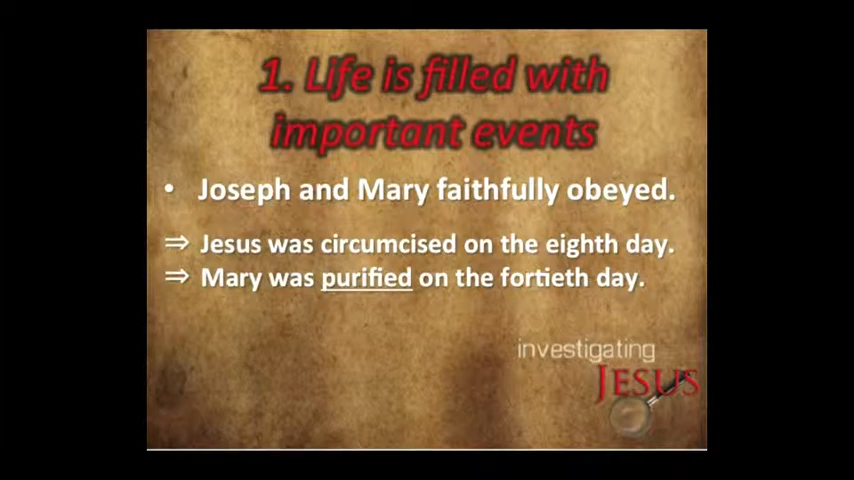 1. Life is filled with
important events
• Joseph and Mary faithfully obeyed.
⇒ Jesus was circumcised on the eighth day.
⇒ Mary was purified on the fortieth day.
investigating
JESUS